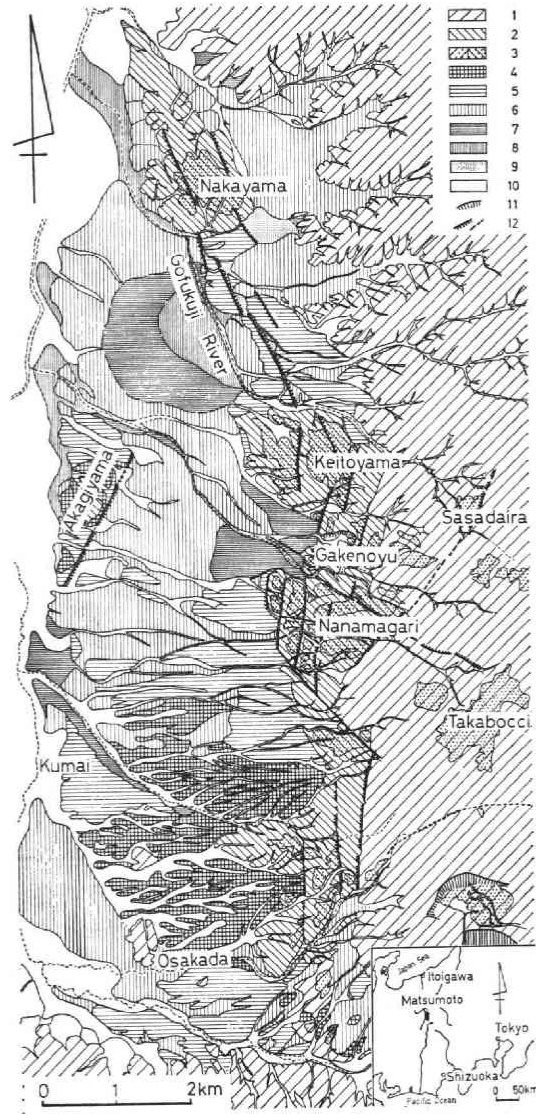 1
2
3
4
5
6
7
8
9
10
11
12
Nakayama
Gofukuji
River
Keitoyama
Akagiyama
Sasadaira
Gakenoyu
Nanamagari
Takabocci
Kumai
Osakada
Japan Sea
Itoigawa
Matsumoto
Tokyo
Shizuoka
Pacific Ocean
0 50km
0 1 2km